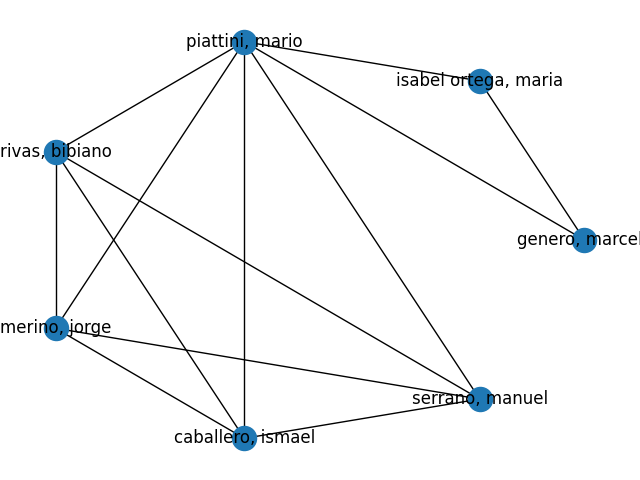 piattini, mario
isabel ortega, maria
rivas, bibiano
genero, marcel
merino, jorge
serrano, manuel
caballero, ismael